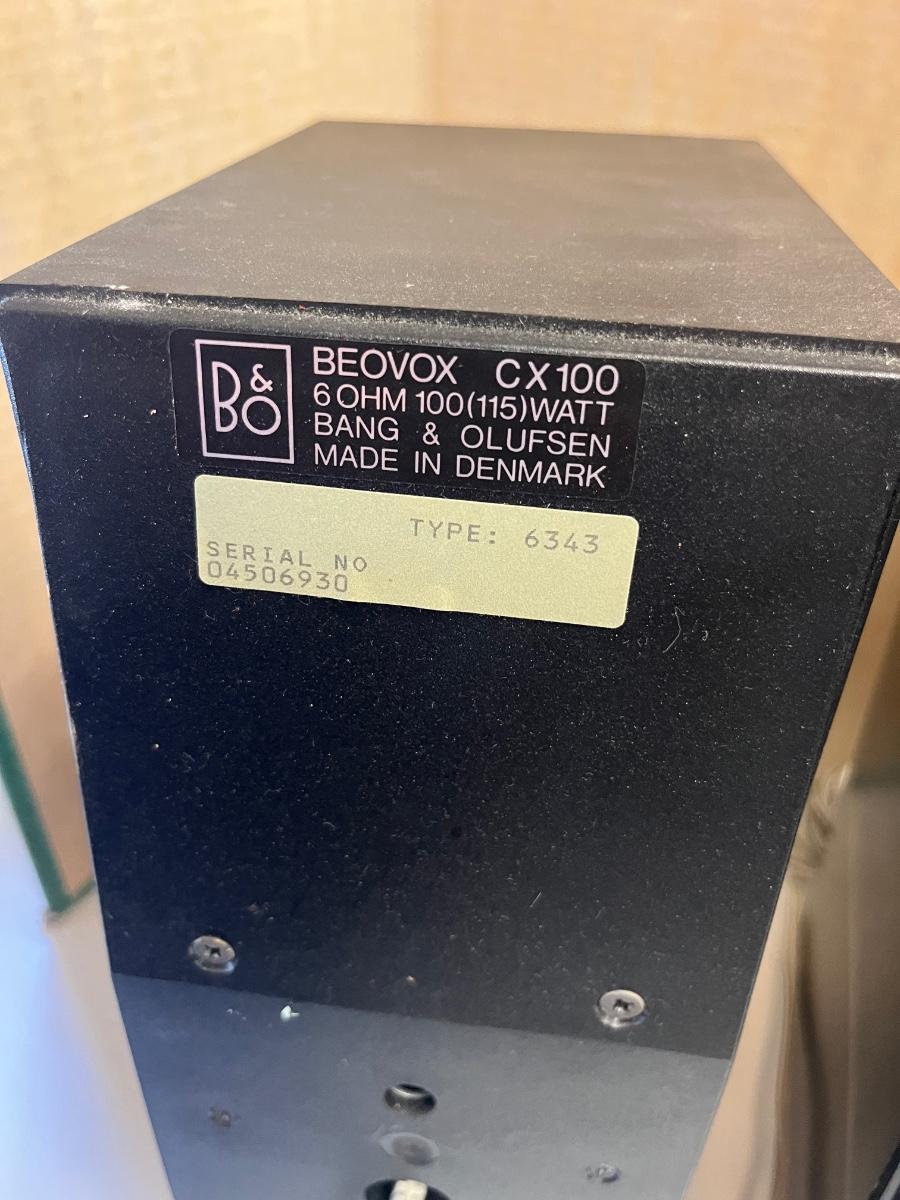 B&O
BEOVOX CX100
6 OHM 100(115)WATT
BANG & OLUFSEN
MADE IN DENMARK
TYPE: 6343
SERIAL NO
04506930